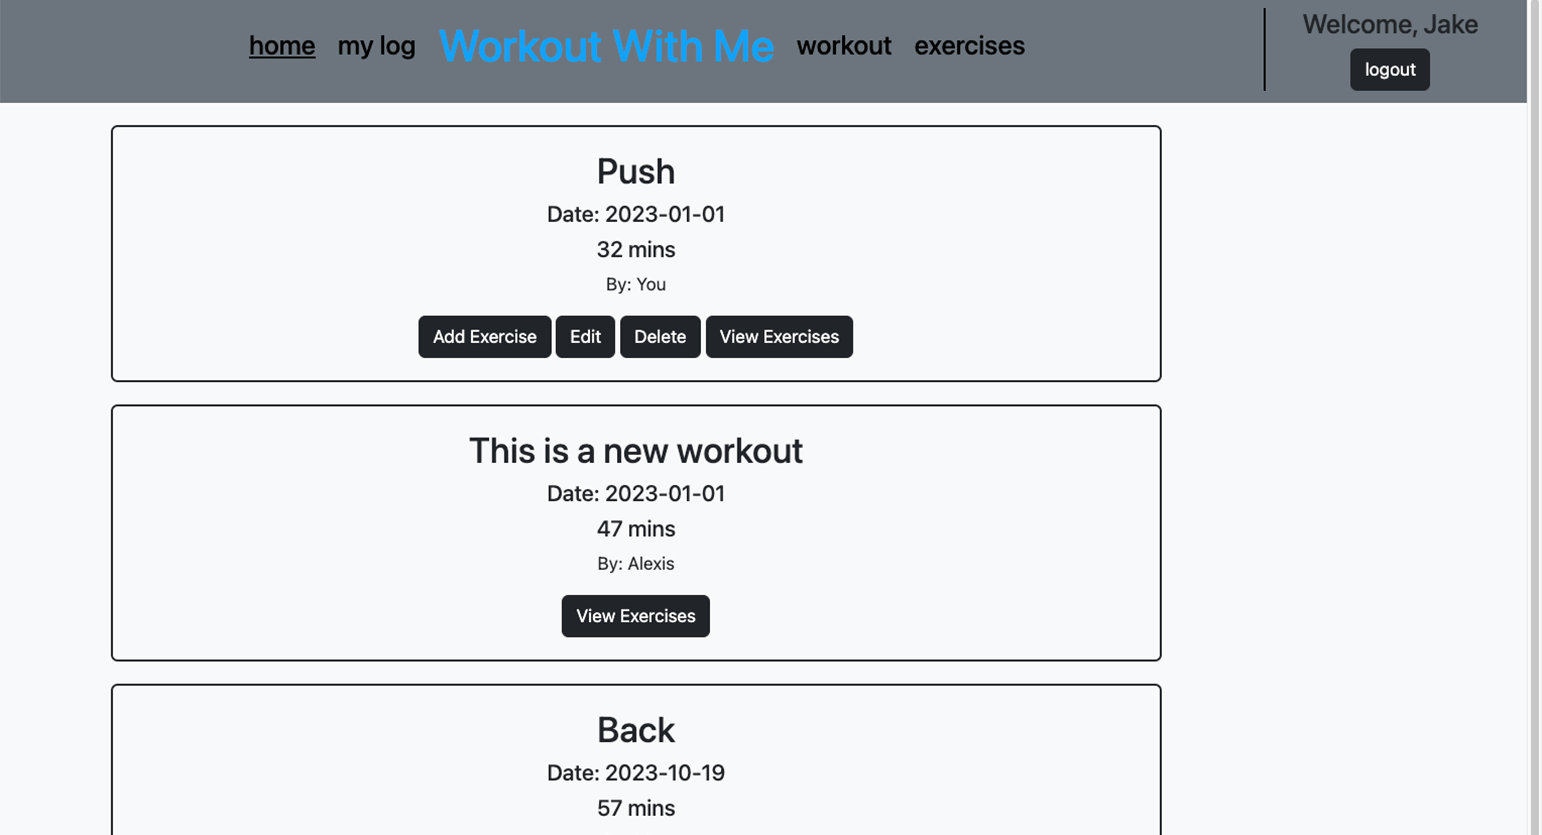 home my log Workout With Me workout exercises
Welcome, Jake
logout
Push
Date: 2023-01-01
32 mins
By: You
Add Exercise Edit Delete View Exercises
This is a new workout
Date: 2023-01-01
47 mins
By: Alexis
View Exercises
Back
Date: 2023-10-19
57 mins